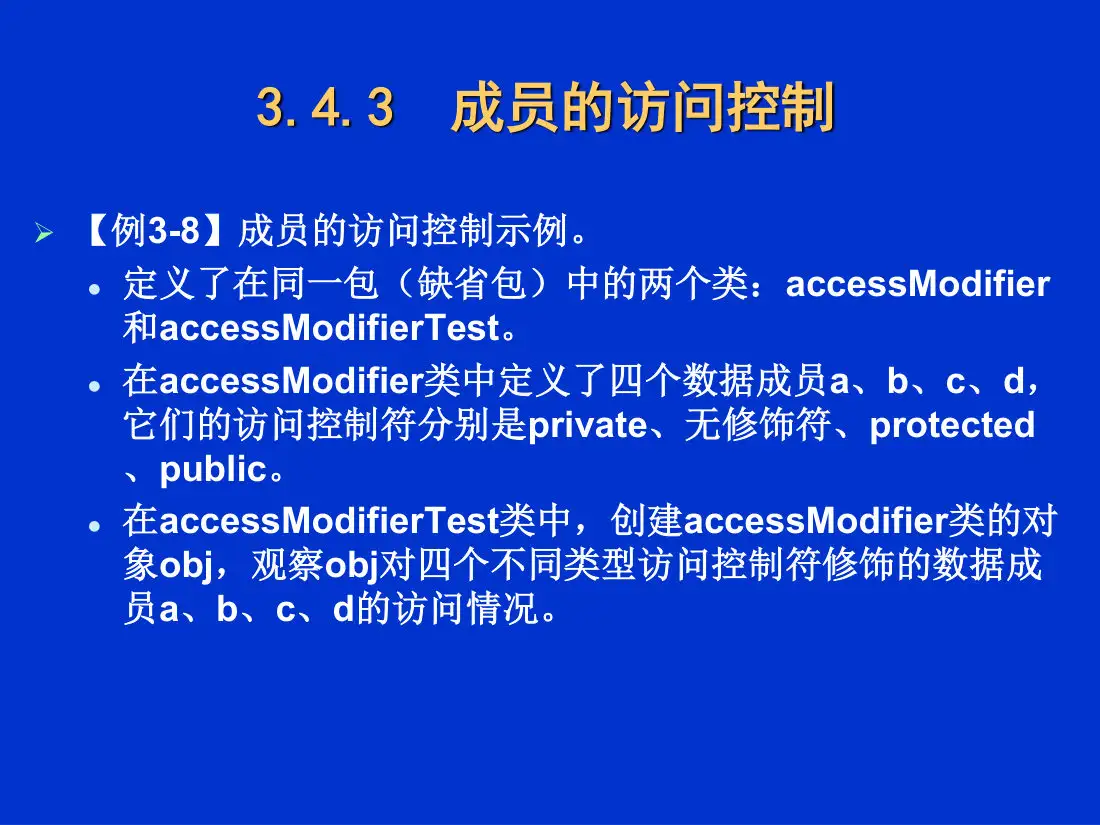 3.4.3 成员的访问控制
【例3-8】成员的访问控制示例。
定义了在同一包（缺省包）中的两个类：accessModifier
和accessModifierTest。
在accessModifier类中定义了四个数据成员a、b、c、d，
它们的访问控制符分别是private、无修饰符、protected
、public。
在accessModifierTest类中，创建accessModifier类的对
象obj，观察obj对四个不同类型访问控制符修饰的数据成
员a、b、c、d的访问情况。